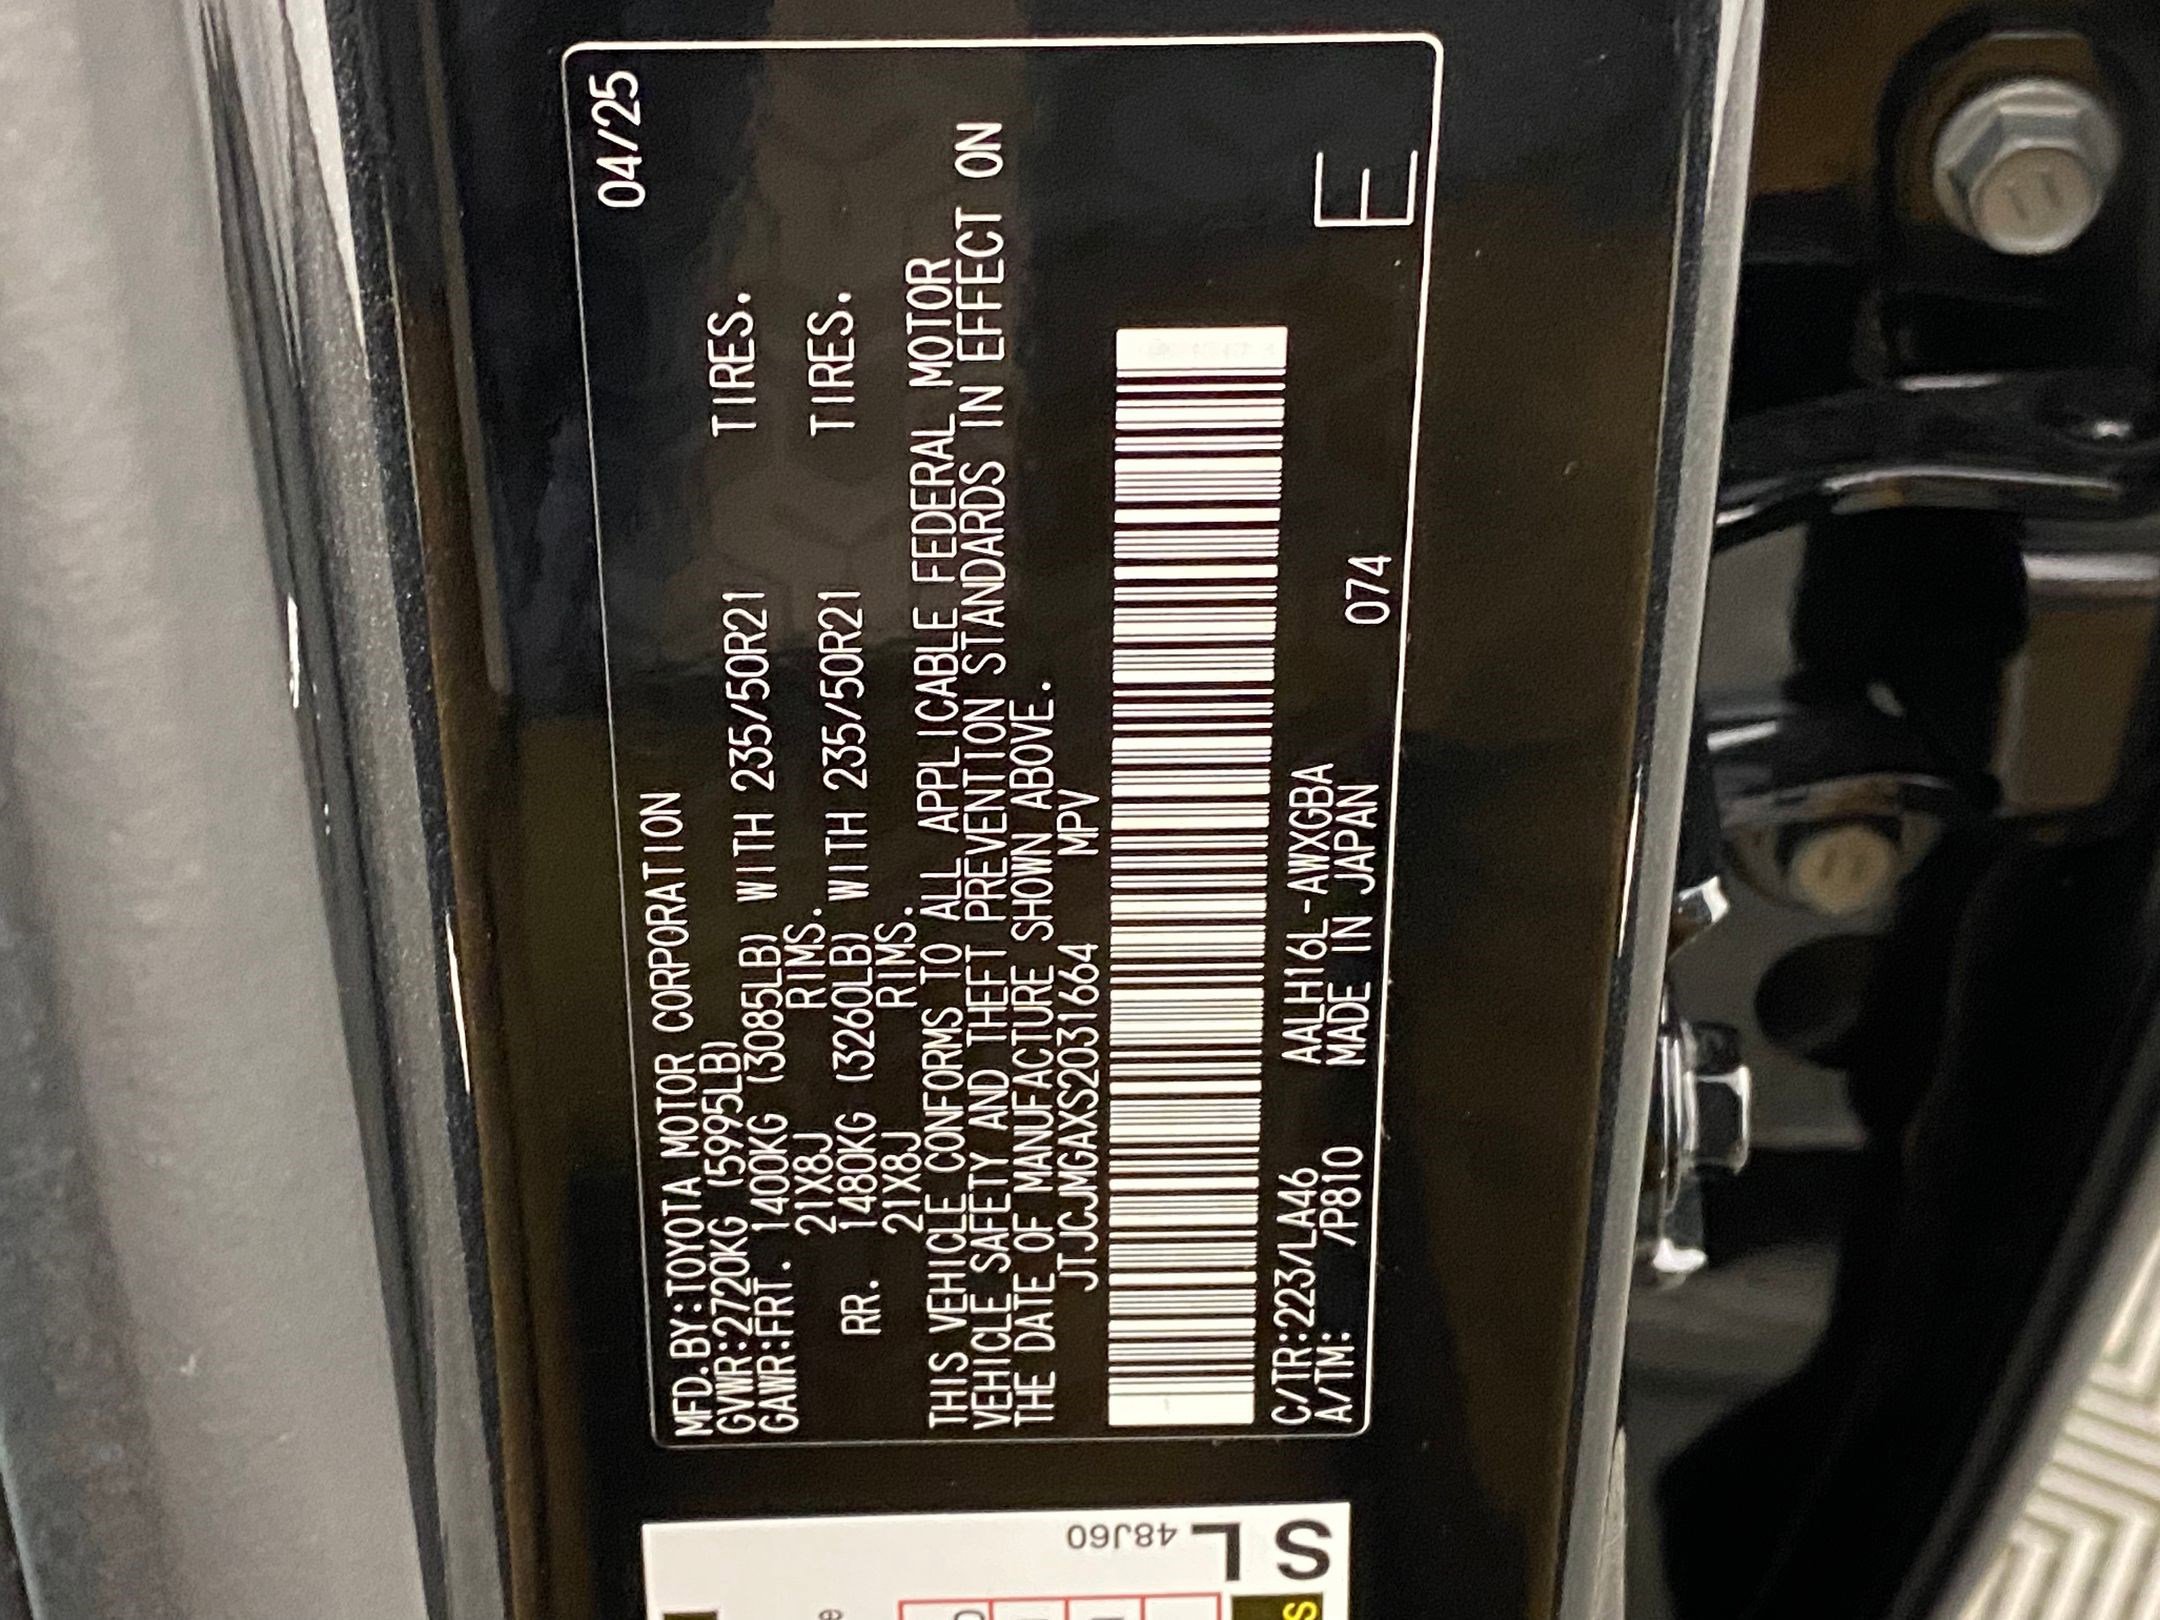 04/25
MFD.BY:TOYOTA MOTOR CORPORATION
GVWR:2720KG (5995LB)
GAWR:FRT. 1400KG (3085LB) WITH 235/50R21 TIRES.
21X8J RIMS.
RR. 1480KG (3260LB) WITH 235/50R21 TIRES.
21X8J RIMS.
THIS VEHICLE CONFORMS TO ALL APPLICABLE FEDERAL MOTOR
VEHICLE SAFETY AND THEFT PREVENTION STANDARDS IN EFFECT ON
THE DATE OF MANUFACTURE SHOWN ABOVE.
JTJCJMGAXS2031664 MPV
C/TR:223/LA46 AALH16L-AWXGBA
A/TM: /P810 MADE IN JAPAN 074
E
48J60
SL